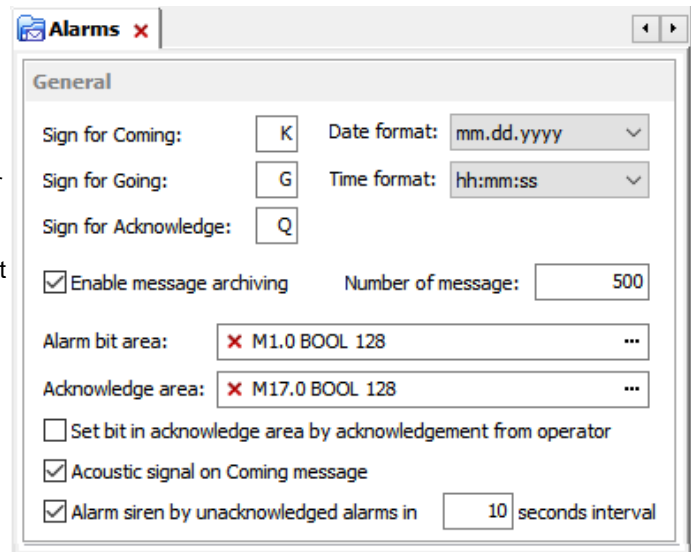 Alarms
General
Sign for Coming: K Date format: mm.dd.yyyy
Sign for Going: G Time format: hh:mm:ss
Sign for Acknowledge: Q
t
Enable message archiving Number of message: 500
Alarm bit area: M1.0 BOOL 128 ...
Acknowledge area: M17.0 BOOL 128 ...
Set bit in acknowledge area by acknowledgement from operator
Acoustic signal on Coming message
Alarm siren by unacknowledged alarms in 10 seconds interval